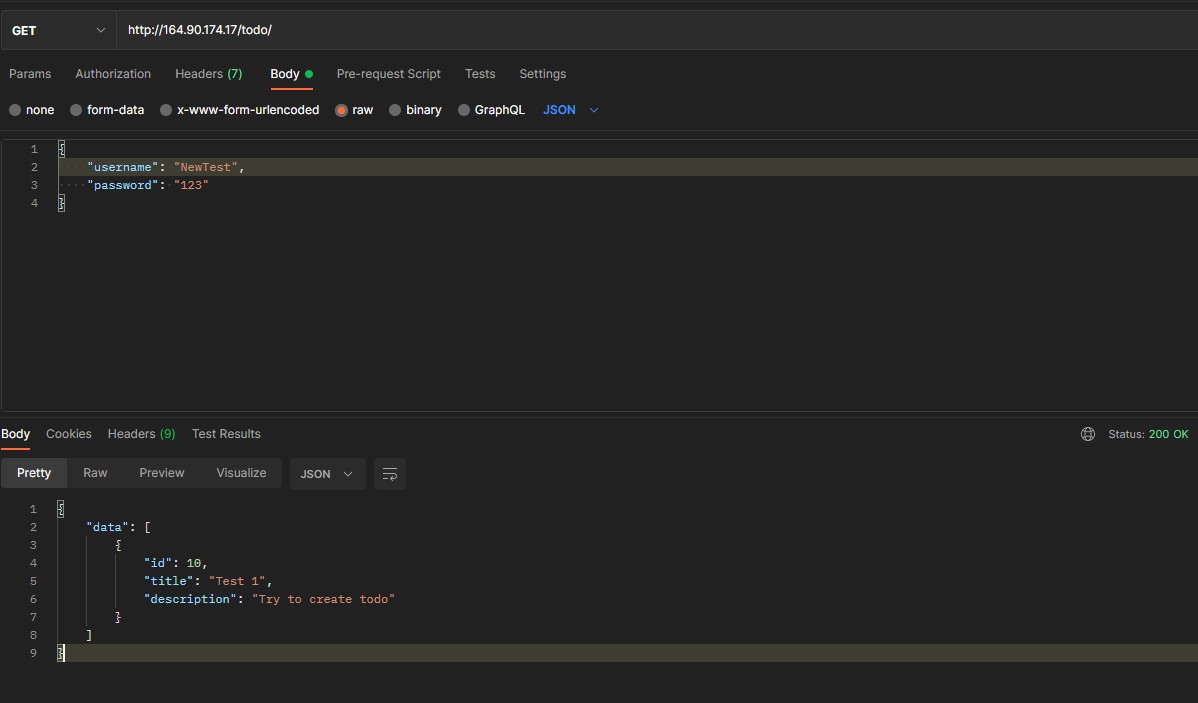 GET http://164.90.174.17/todo/
Params Authorization Headers (7) Body Pre-request Script Tests Settings
none form-data x-www-form-urlencoded raw binary GraphQL JSON
1 {
2 "username": "NewTest",
3 "password": "123"
4 }
Body Cookies Headers (9) Test Results Status: 200 OK
Pretty Raw Preview Visualize JSON
1 {
2 "data": [
3 {
4 "id": 10,
5 "title": "Test 1",
6 "description": "Try to create todo"
7 }
8 ]
9 }